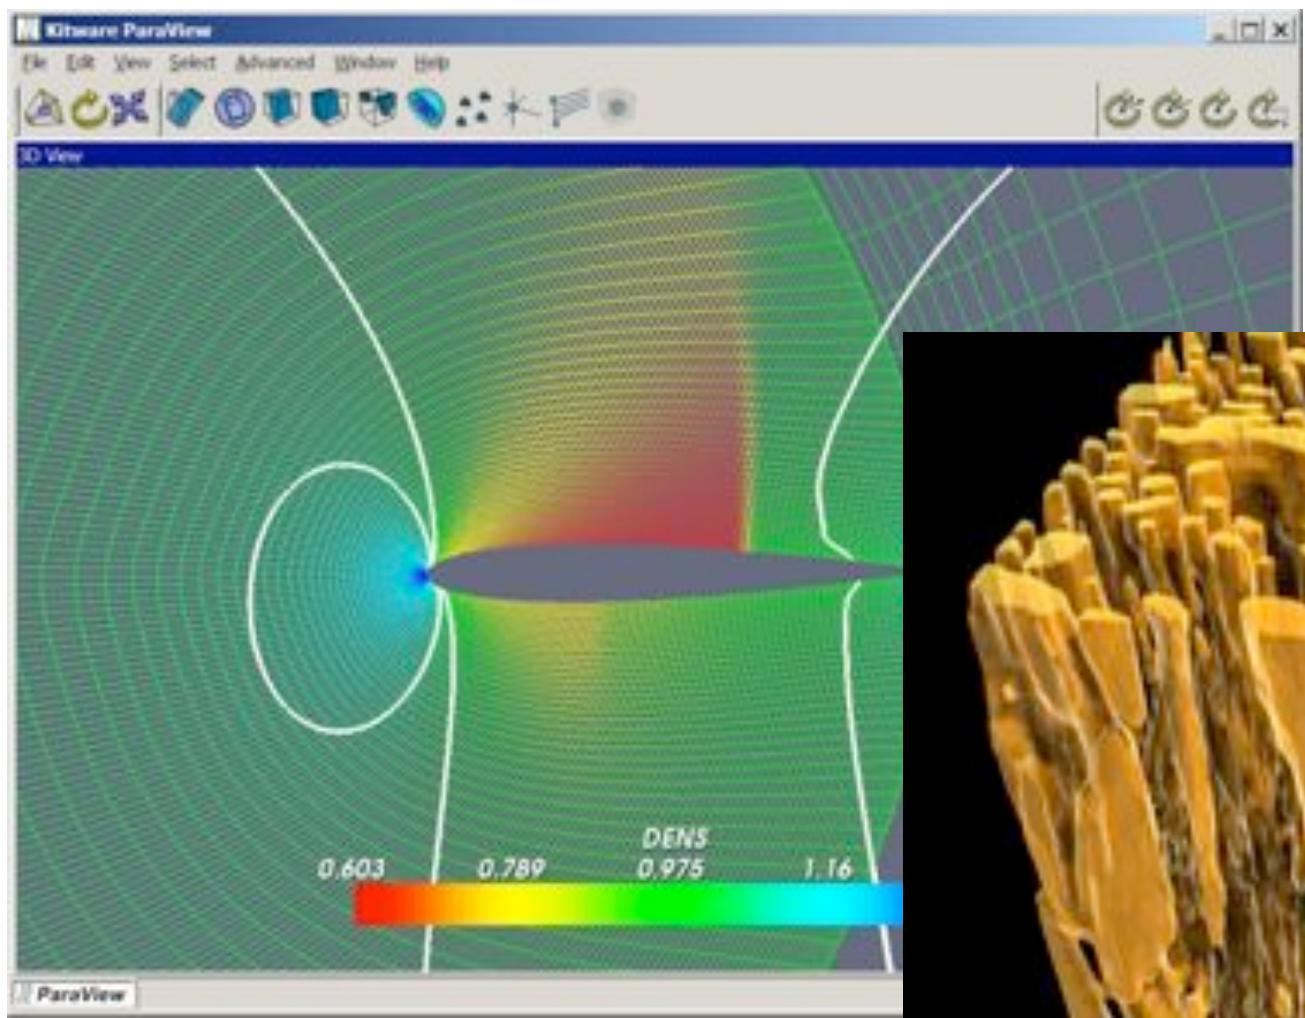 Kitware ParaView
File Edit View Select Advanced Window Help
3D View
DENS
0.603 0.789 0.975 1.16
ParaView